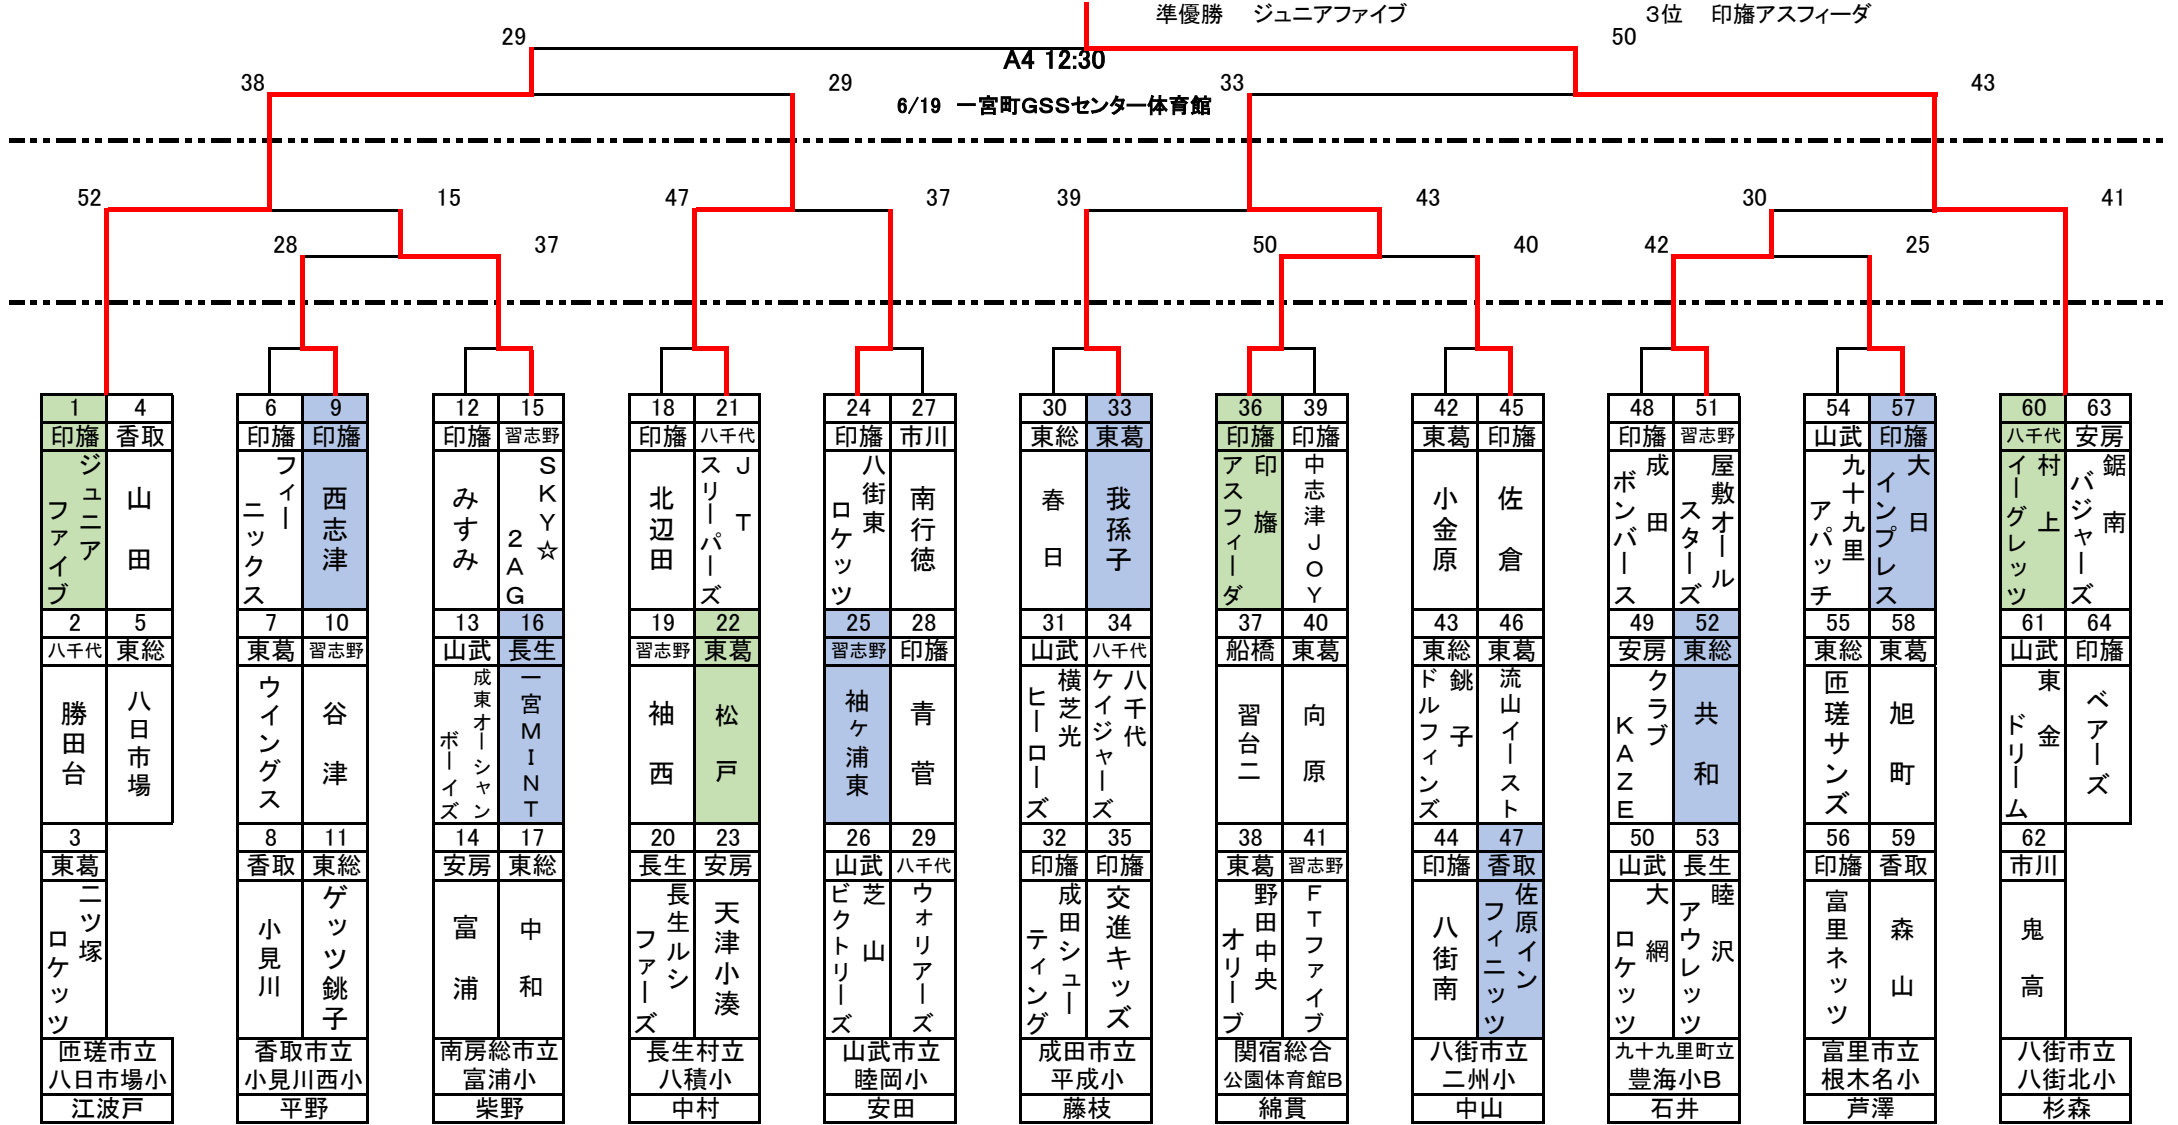 準優勝 ジュニアファイブ 3位 印旛アスフィーダ
29 50
A4 12:30
38 29 33 43
6/19 一宮町GSSセンター体育館
52 15 47 37 39 43 30 41
28 37 50 40 42 25
1 4 6 9 12 15 18 21 24 27 30 33 36 39 42 45 48 51 54 57 60 63
印旛 香取 印旛 印旛 印旛 習志野 印旛 八千代 印旛 市川 東総 東葛 印旛 印旛 東葛 印旛 印旛 習志野 山武 印旛 八千代 安房
ジュニアファイブ
山田
フィーニックス
西志津
みすみ
SKY☆2AG
北辺田
JTスリーパーズ
八街東ロケッツ
南行徳
春日
我孫子
印旛アスフィーダ
中志津JOY
小金原
佐倉
成田ボンバース
屋敷オールスターズ
九十九里アパッチ
大日インプレス
村上イーグレッツ
鋸南バジャーズ
2 5 7 10 13 16 19 22 25 28 31 34 37 40 43 46 49 52 55 58 61 64
八千代 東総 東葛 習志野 山武 長生 習志野 東葛 習志野 印旛 山武 八千代 船橋 東葛 東総 東葛 安房 東総 東総 東葛 山武 印旛
勝田台
八日市場
ウイングス
谷津
成東オーシャンボーイズ
一宮MINT
袖西
松戸
袖ヶ浦東
青菅
横芝光ヒーローズ
八千代ケイジャーズ
習台二
向原
銚子ドルフィンズ
流山イースト
クラブKAZE
共和
匝瑳サンズ
旭町
東金ドリーム
ベアーズ
3 8 11 14 17 20 23 26 29 32 35 38 41 44 47 50 53 56 59 62
東葛 香取 東総 安房 東総 長生 安房 山武 八千代 印旛 印旛 東葛 習志野 印旛 香取 山武 長生 印旛 香取 市川
二ツ塚ロケッツ
小見川
ゲッツ銚子
富浦
中和
長生ルシファーズ
天津小湊
芝山ビクトリーズ
ウォリアーズ
成田シューティング
交進キッズ
野田中央オリーブ
FTファイブ
八街南
佐原インフィニッツ
大網ロケッツ
睦沢アウレッツ
富里ネッツ
森山
鬼高
匝瑳市立 香取市立 南房総市立 長生村立 山武市立 成田市立 関宿総合 八街市立 九十九里町立 富里市立 八街市立
八日市場小 小見川西小 富浦小 八積小 睦岡小 平成小 公園体育館B 二州小 豊海小B 根木名小 八街北小
江波戸 平野 柴野 中村 安田 藤枝 綿貫 中山 石井 芦澤 杉森